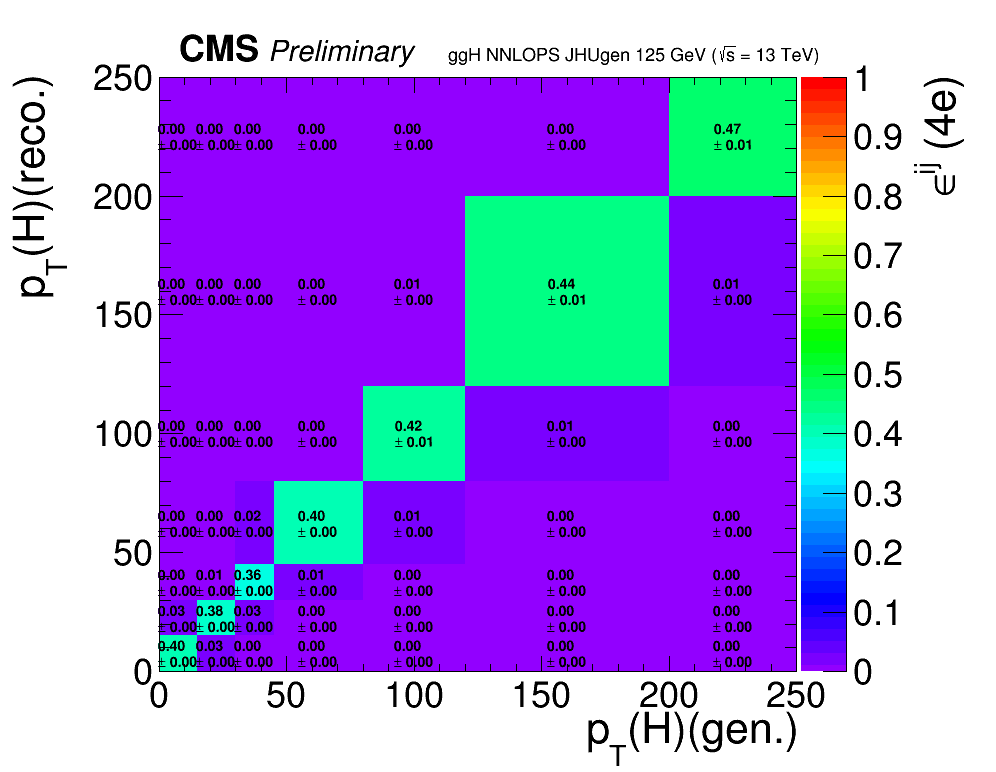 CMS Preliminary ggH NNLOPS JHUgen 125 GeV (√s = 13 TeV)
p_T(H)(reco.)
250
200
150
100
50
0
0.00 0.00 0.00 0.00 0.00 0.00 0.47
± 0.00 ± 0.00 ± 0.00 ± 0.00 ± 0.00 ± 0.00 ± 0.01
0.00 0.00 0.00 0.00 0.01 0.44 0.01
± 0.00 ± 0.00 ± 0.00 ± 0.00 ± 0.00 ± 0.01 ± 0.00
0.00 0.00 0.00 0.00 0.42 0.01 0.00
± 0.00 ± 0.00 ± 0.00 ± 0.00 ± 0.01 ± 0.00 ± 0.00
0.00 0.00 0.02 0.40 0.01 0.00 0.00
± 0.00 ± 0.00 ± 0.00 ± 0.00 ± 0.00 ± 0.00 ± 0.00
0.00 0.01 0.36 0.01 0.00 0.00 0.00
± 0.00 ± 0.00 ± 0.00 ± 0.00 ± 0.00 ± 0.00 ± 0.00
0.03 0.38 0.03 0.00 0.00 0.00 0.00
± 0.00 ± 0.00 ± 0.00 ± 0.00 ± 0.00 ± 0.00 ± 0.00
0.40 0.03 0.00 0.00 0.00 0.00 0.00
± 0.00 ± 0.00 ± 0.00 ± 0.00 ± 0.00 ± 0.00 ± 0.00
0 50 100 150 200 250
p_T(H)(gen.)
1
0.9
0.8
0.7
0.6
0.5
0.4
0.3
0.2
0.1
0
ϵ^ij (4e)